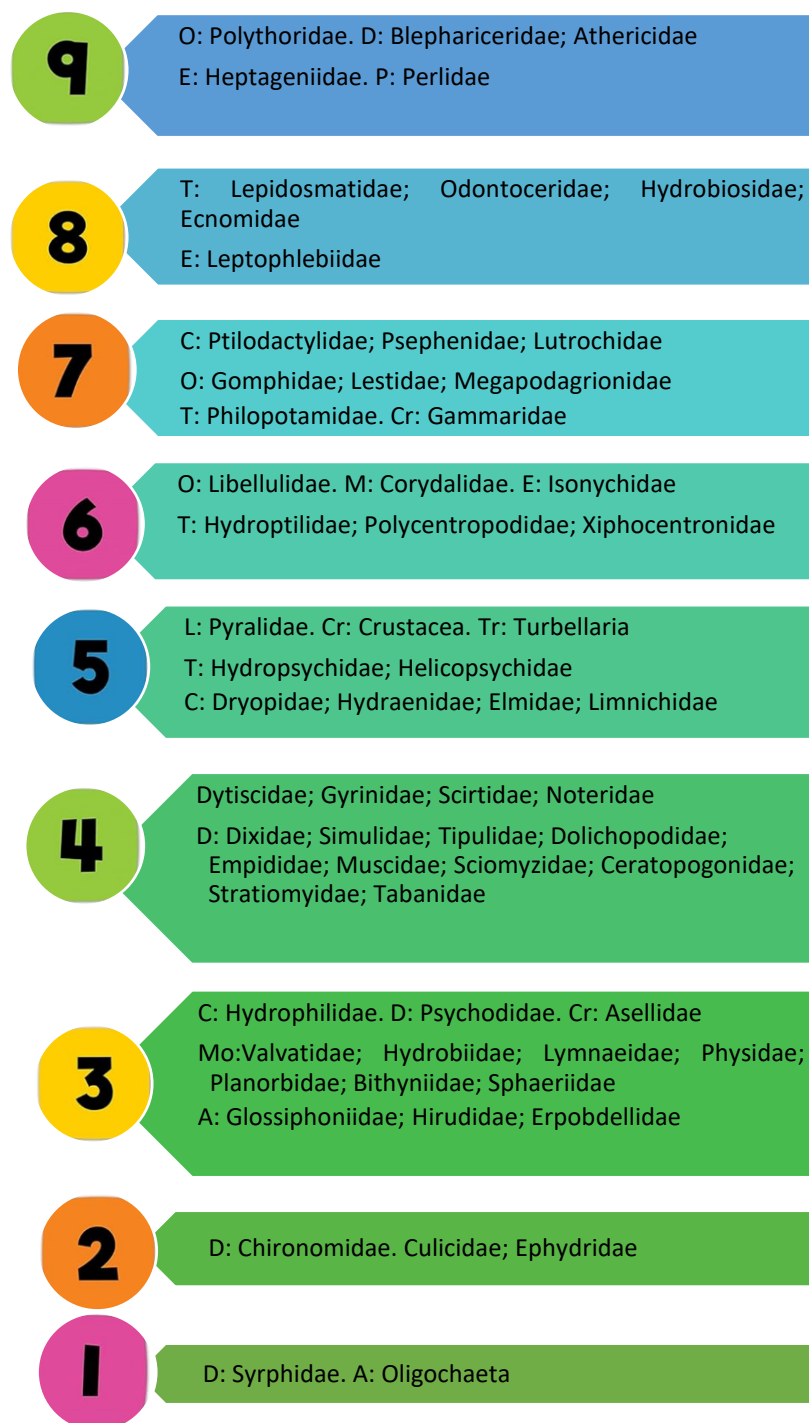 9
O: Polythoridae. D: Blephariceridae; Athericidae
E: Heptageniidae. P: Perlidae
8
T: Lepidosmatidae; Odontoceridae; Hydrobiosidae;
Ecnomidae
E: Leptophlebiidae
7
C: Ptilodactylidae; Psephenidae; Lutrochidae
O: Gomphidae; Lestidae; Megapodagrionidae
T: Philopotamidae. Cr: Gammaridae
6
O: Libellulidae. M: Corydalidae. E: Isonychidae
T: Hydroptilidae; Polycentropodidae; Xiphocentronidae
5
L: Pyralidae. Cr: Crustacea. Tr: Turbellaria
T: Hydropsychidae; Helicopsychidae
C: Dryopidae; Hydraenidae; Elmidae; Limnichidae
4
Dytiscidae; Gyrinidae; Scirtidae; Noteridae
D: Dixidae; Simulidae; Tipulidae; Dolichopodidae;
Empididae; Muscidae; Sciomyzidae; Ceratopogonidae;
Stratiomyidae; Tabanidae
3
C: Hydrophilidae. D: Psychodidae. Cr: Asellidae
Mo:Valvatidae; Hydrobiidae; Lymnaeidae; Physidae;
Planorbidae; Bithyniidae; Sphaeriidae
A: Glossiphoniidae; Hirudidae; Erpobdellidae
2
D: Chironomidae. Culicidae; Ephydridae
1
D: Syrphidae. A: Oligochaeta